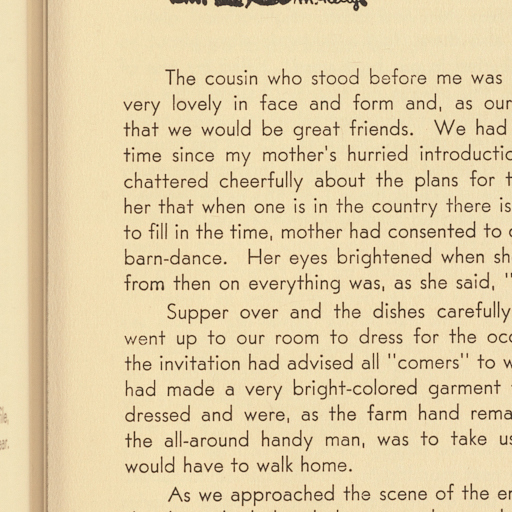 The cousin who stood before me was
very lovely in face and form and, as our
that we would be great friends. We had
time since my mother's hurried introductio
chattered cheerfully about the plans for t
her that when one is in the country there is
to fill in the time, mother had consented to
barn-dance. Her eyes brightened when sh
from then on everything was, as she said, "
Supper over and the dishes carefully
went up to our room to dress for the occ
the invitation had advised all "comers" to w
had made a very bright-colored garment
dressed and were, as the farm hand rema
the all-around handy man, was to take us
would have to walk home.
As we approached the scene of the en